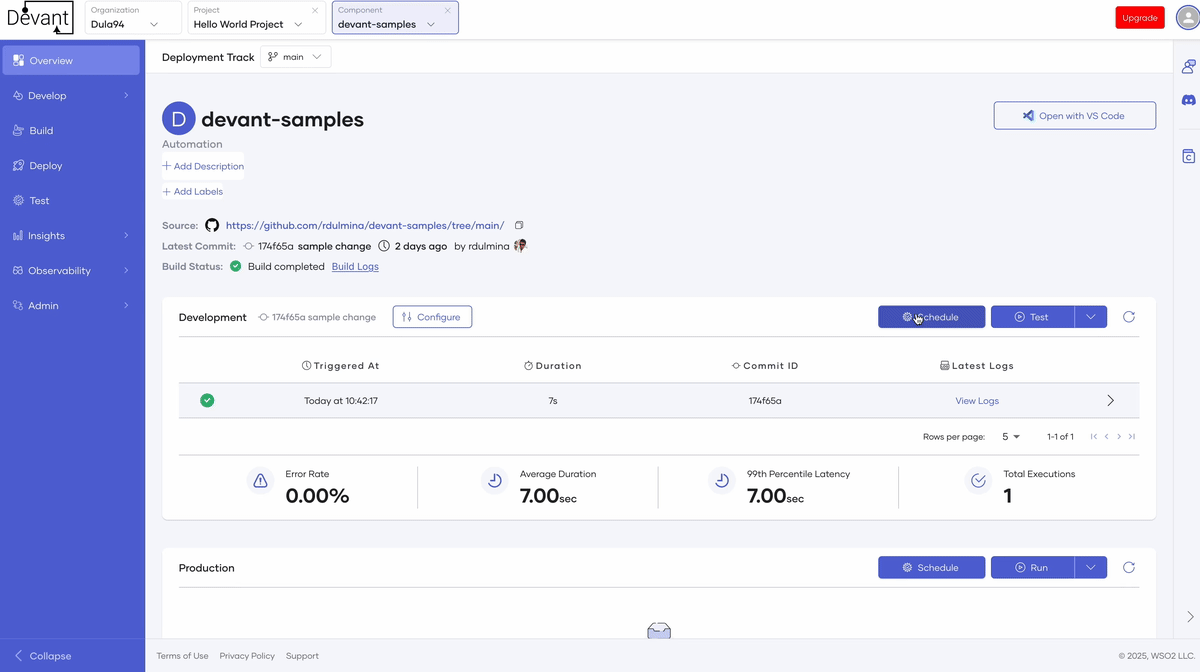 Devant
Organization
Dula94
Project
Hello World Project
Component
devant-samples
Upgrade
Overview
Develop
Build
Deploy
Test
Insights
Observability
Admin
Collapse
Deployment Track
main
D
devant-samples
Open with VS Code
Automation
+ Add Description
+ Add Labels
Source: https://github.com/rdulmina/devant-samples/tree/main/
Latest Commit: 174f65a sample change 2 days ago by rdulmina
Build Status: Build completed Build Logs
Development 174f65a sample change Configure Schedule Test
Triggered At Duration Commit ID Latest Logs
Today at 10:42:17 7s 174f65a View Logs
Rows per page: 5 1-1 of 1
Error Rate
0.00%
Average Duration
7.00sec
99th Percentile Latency
7.00sec
Total Executions
1
Production Schedule Run
Terms of Use Privacy Policy Support
© 2025, WSO2 LLC.